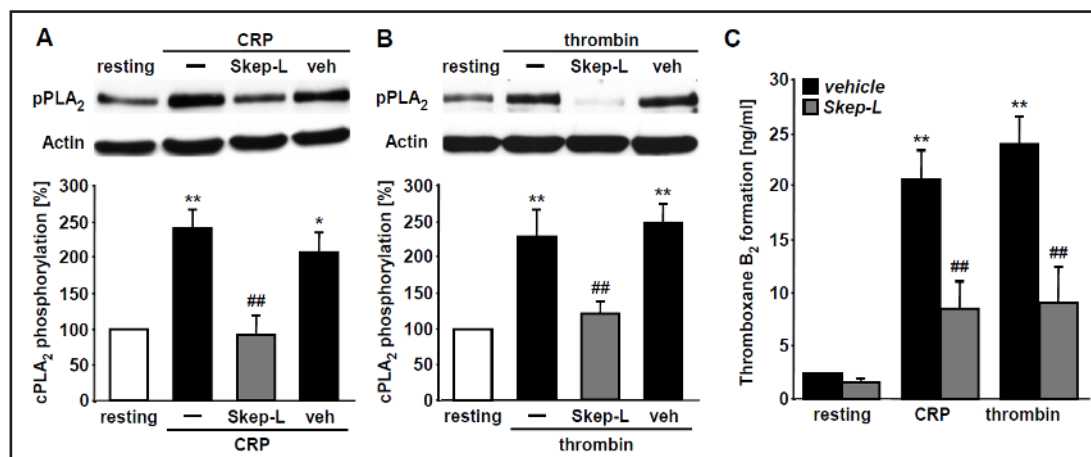 A
CRP
resting
–
Skep-L
veh
pPLA₂
Actin
cPLA₂ phosphorylation [%]
300
250
200
150
100
50
0
**
##
*
resting
–
Skep-L
veh
CRP
B
thrombin
resting
–
Skep-L
veh
pPLA₂
Actin
cPLA₂ phosphorylation [%]
300
250
200
150
100
50
0
**
##
**
resting
–
Skep-L
veh
thrombin
C
vehicle
Skep-L
Thromboxane B₂ formation [ng/ml]
30
25
20
15
10
5
0
**
##
**
##
resting
CRP
thrombin